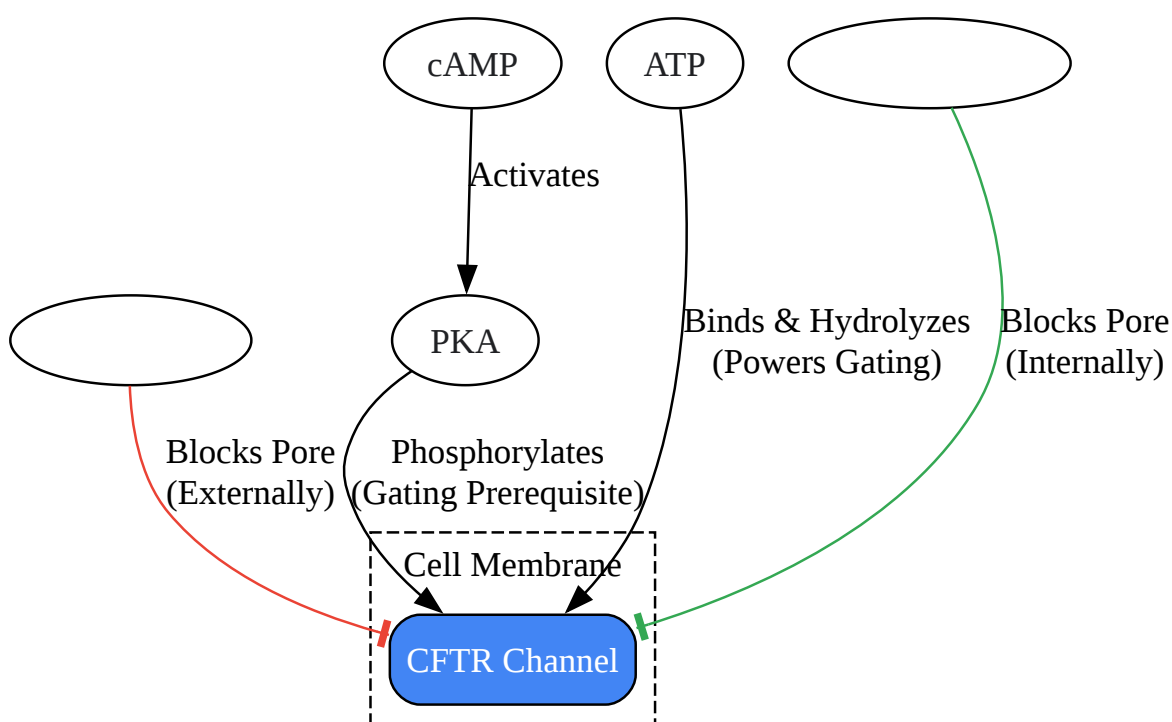 cAMP
ATP
Activates
PKA
Binds & Hydrolyzes
(Powers Gating)
Blocks Pore
(Internally)
Blocks Pore
(Externally)
Phosphorylates
(Gating Prerequisite)
Cell Membrane
CFTR Channel